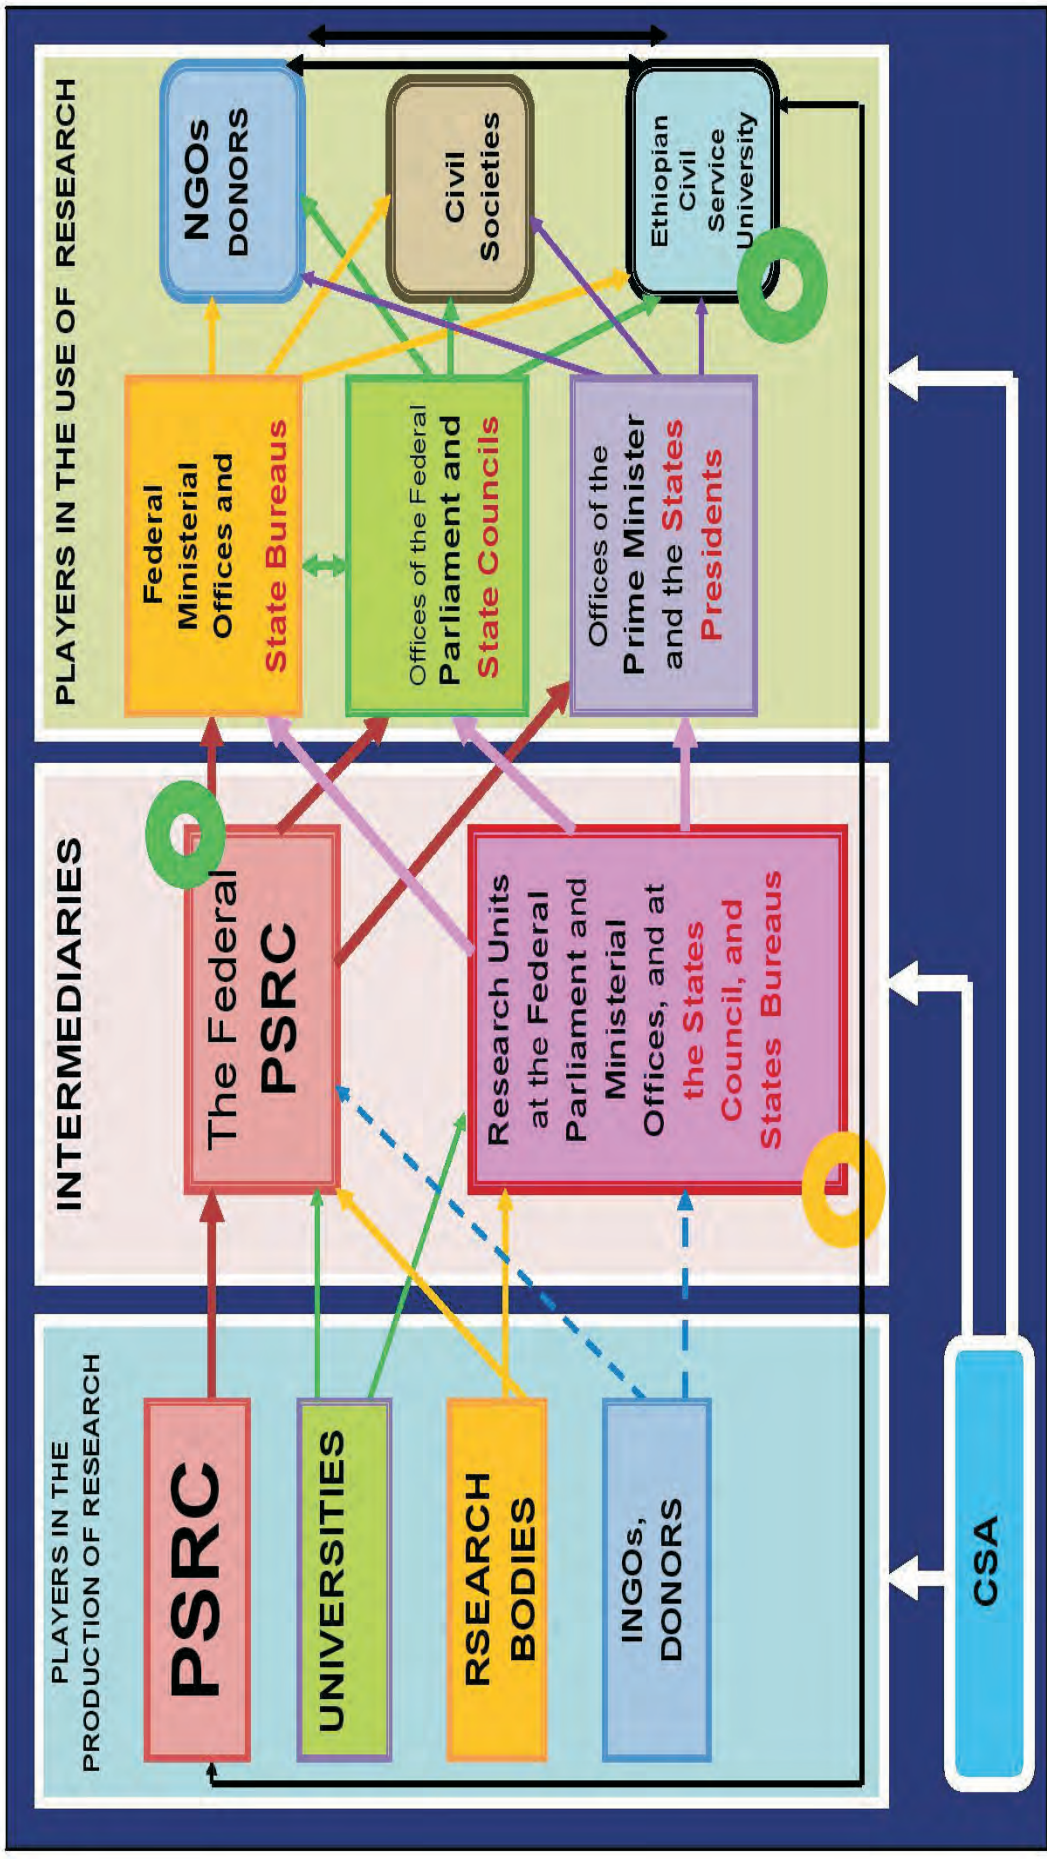 PLAYERS IN THE
PRODUCTION OF RESEARCH
PSRC
UNIVERSITIES
RSEARCH
BODIES
INGOs,
DONORS
INTERMEDIARIES
The Federal
PSRC
Research Units
at the Federal
Parliament and
Ministerial
Offices, and at
the States
Council, and
States Bureaus
PLAYERS IN THE USE OF RESEARCH
Federal
Ministerial
Offices and
State Bureaus
Offices of the Federal
Parliament and
State Councils
Offices of the
Prime Minister
and the States
Presidents
NGOs
DONORS
Civil
Societies
Ethiopian
Civil
Service
University
CSA